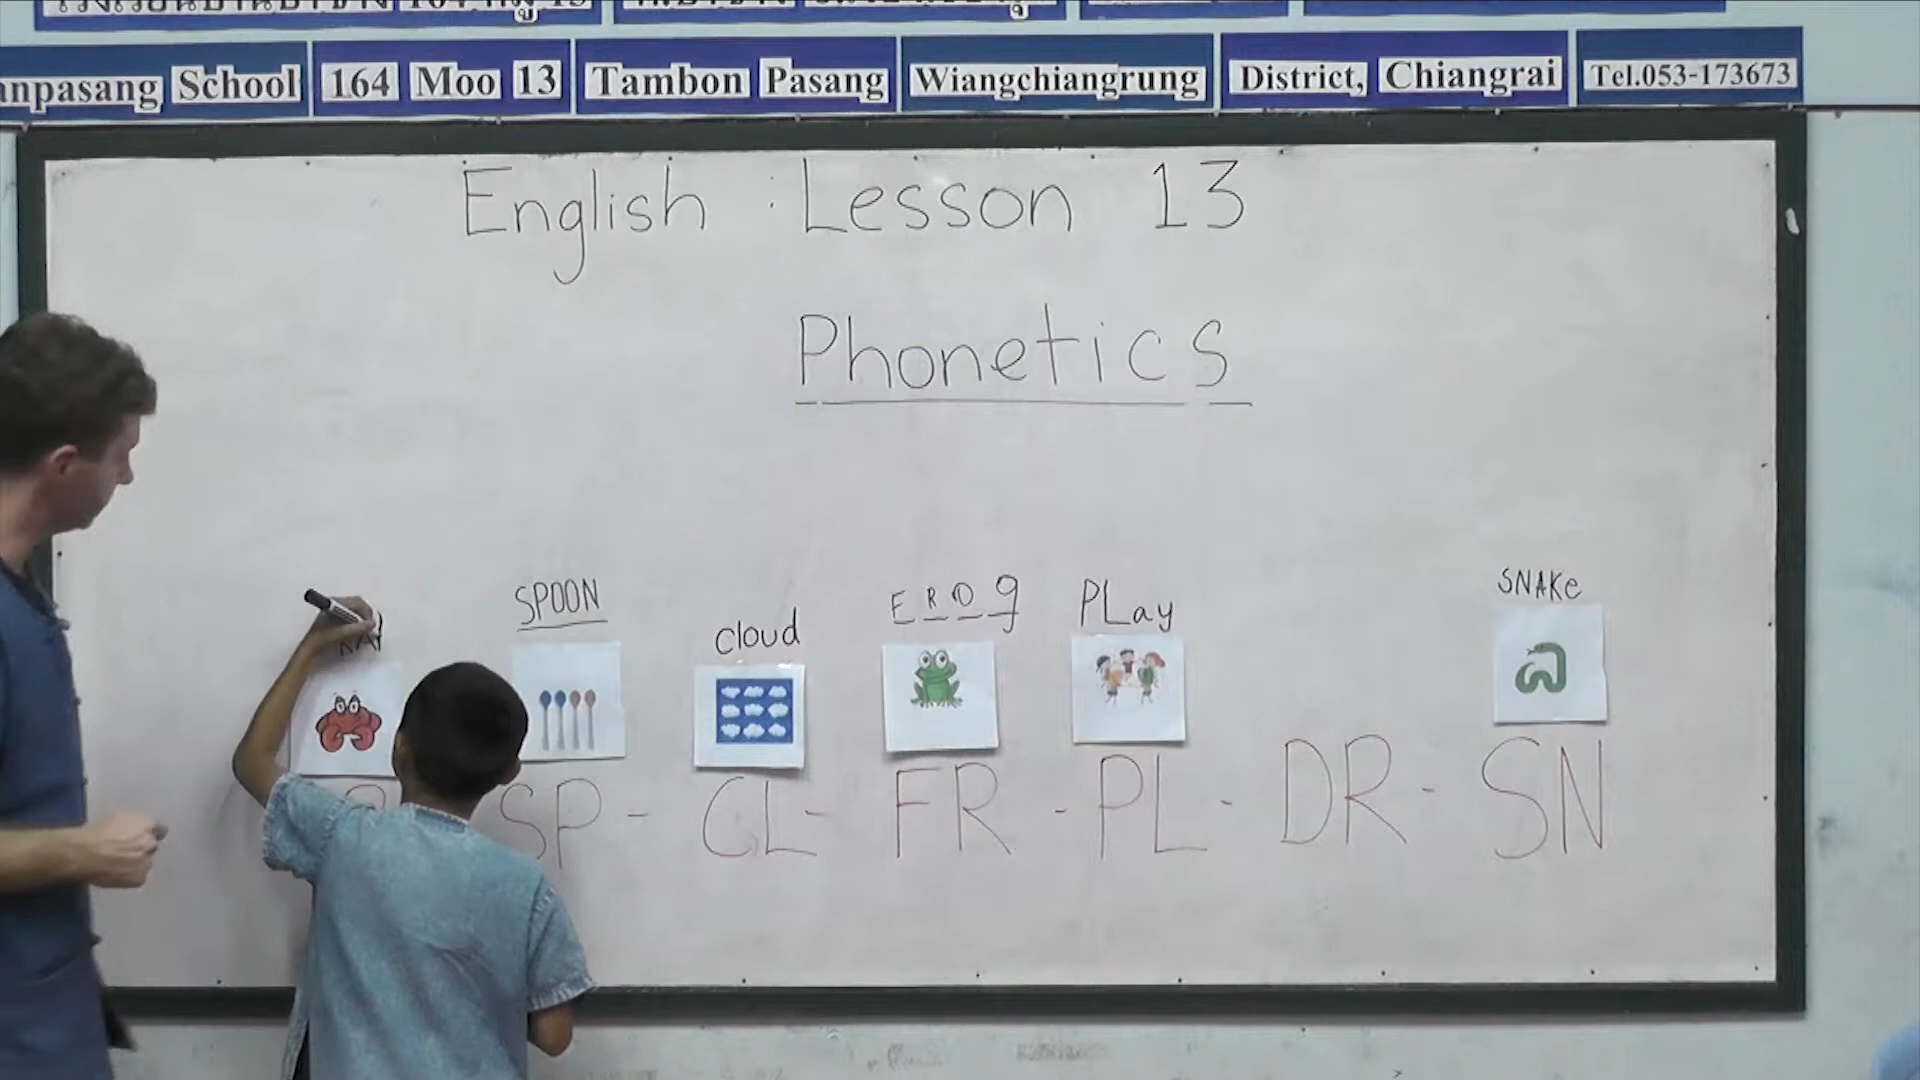 anpasang School 164 Moo 13 Tambon Pasang Wiangchiangrung District, Chiangrai Tel.053-173673
English Lesson 13
Phonetics
SPOON cloud FROg PLay SNAKe
SP - CL - FR - PL - DR - SN